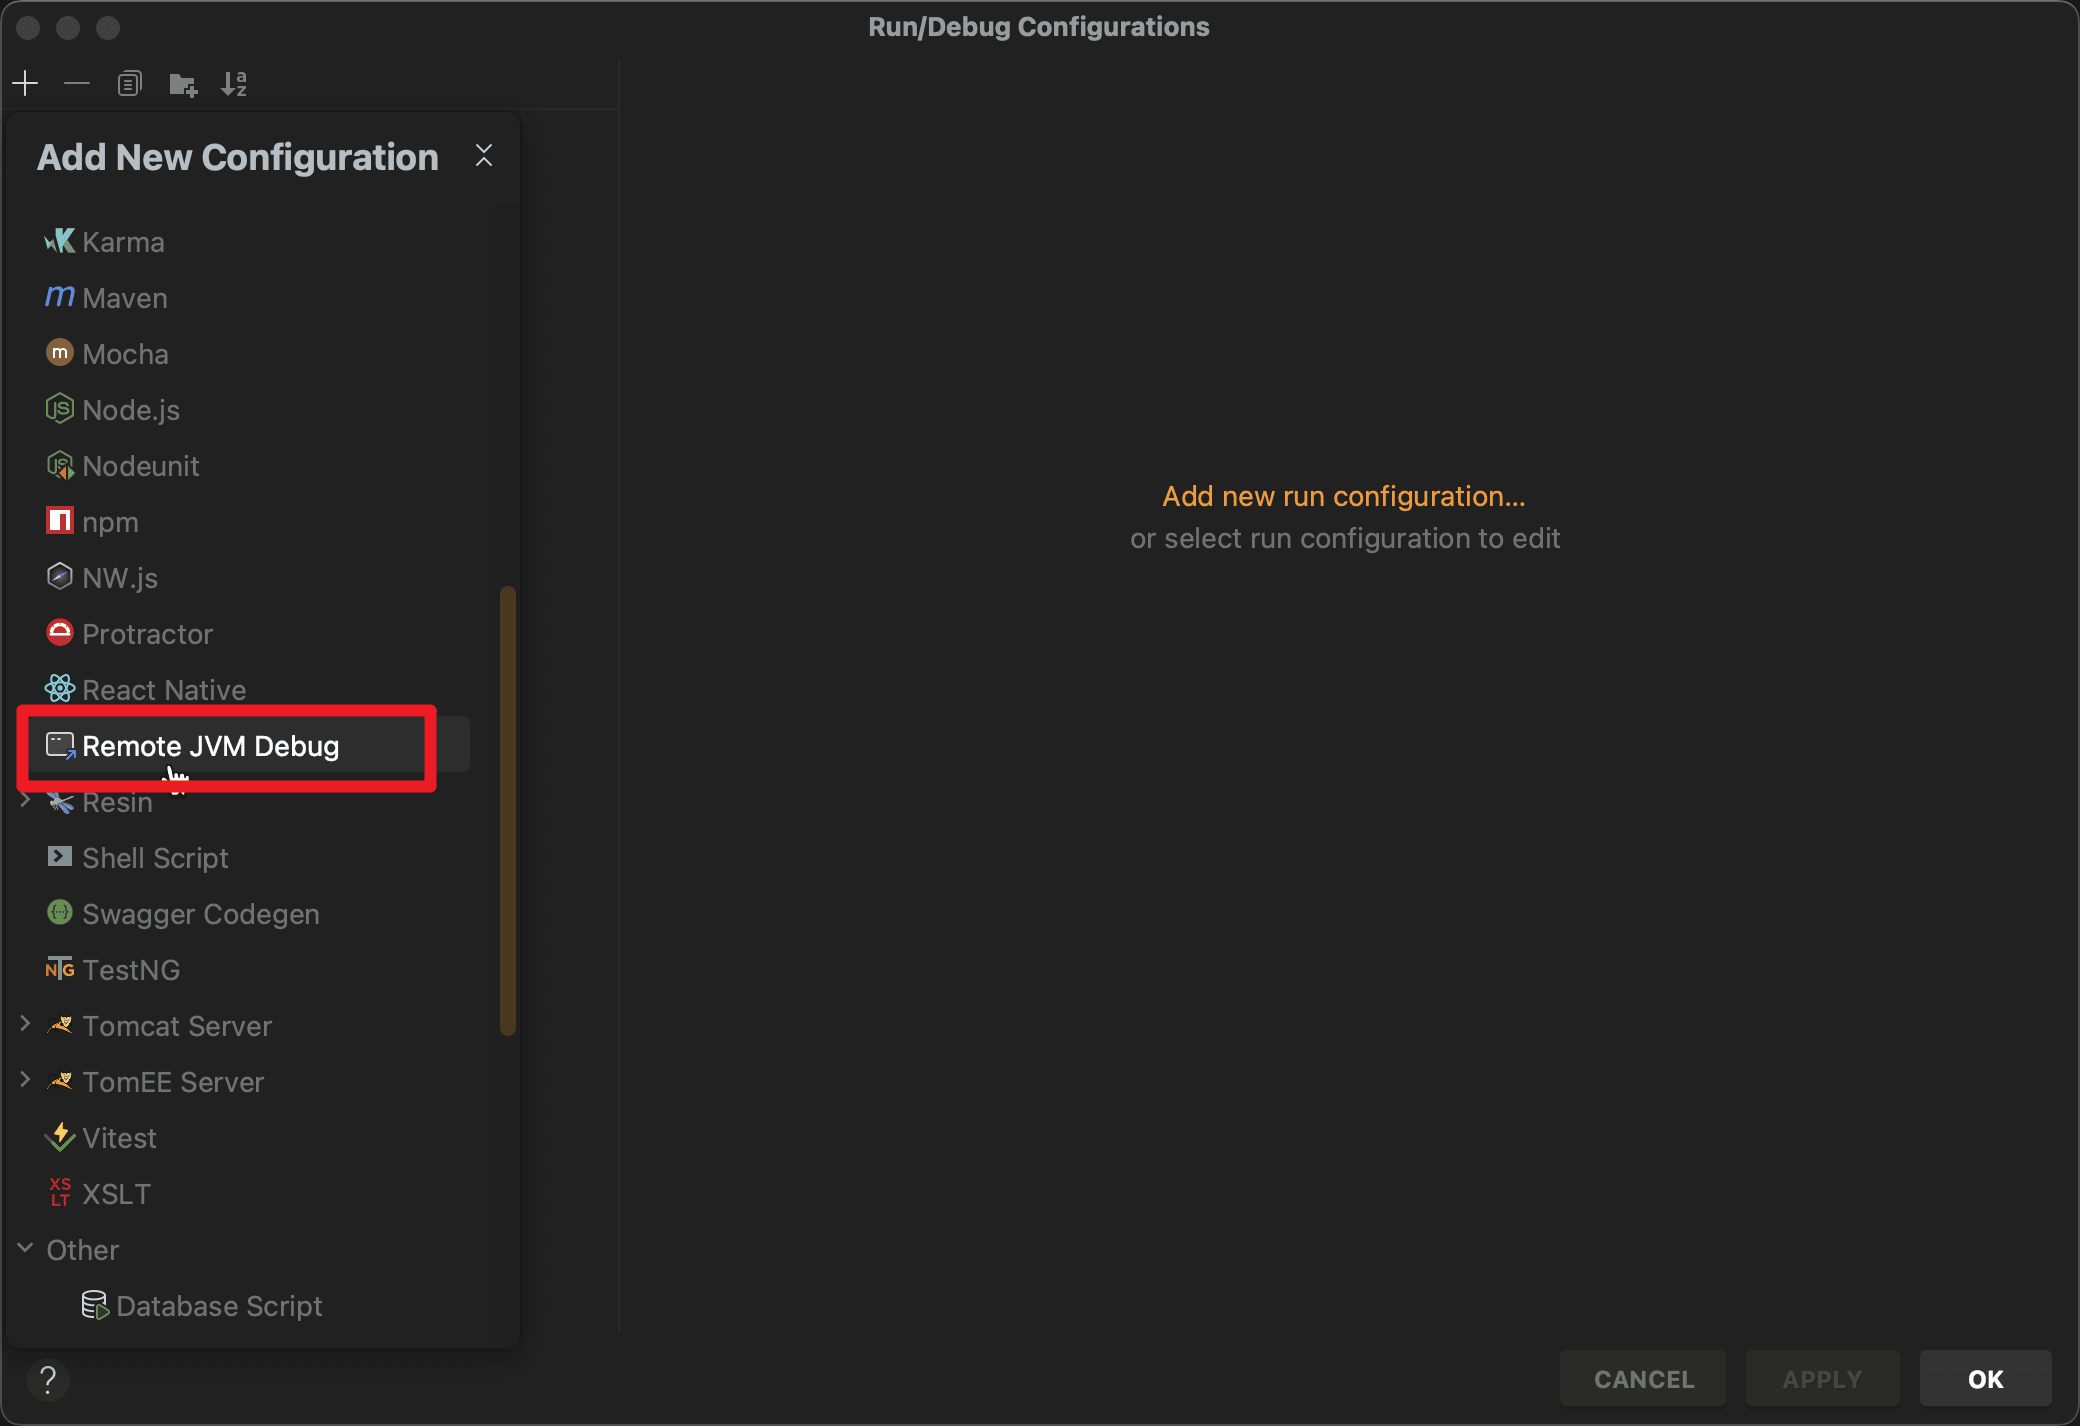 Run/Debug Configurations
Add New Configuration
Karma
Maven
Mocha
Node.js
Nodeunit
npm
NW.js
Protractor
React Native
Remote JVM Debug
Resin
Shell Script
Swagger Codegen
TestNG
Tomcat Server
TomEE Server
Vitest
XSLT
Other
Database Script
Add new run configuration...
or select run configuration to edit
?
CANCEL APPLY OK